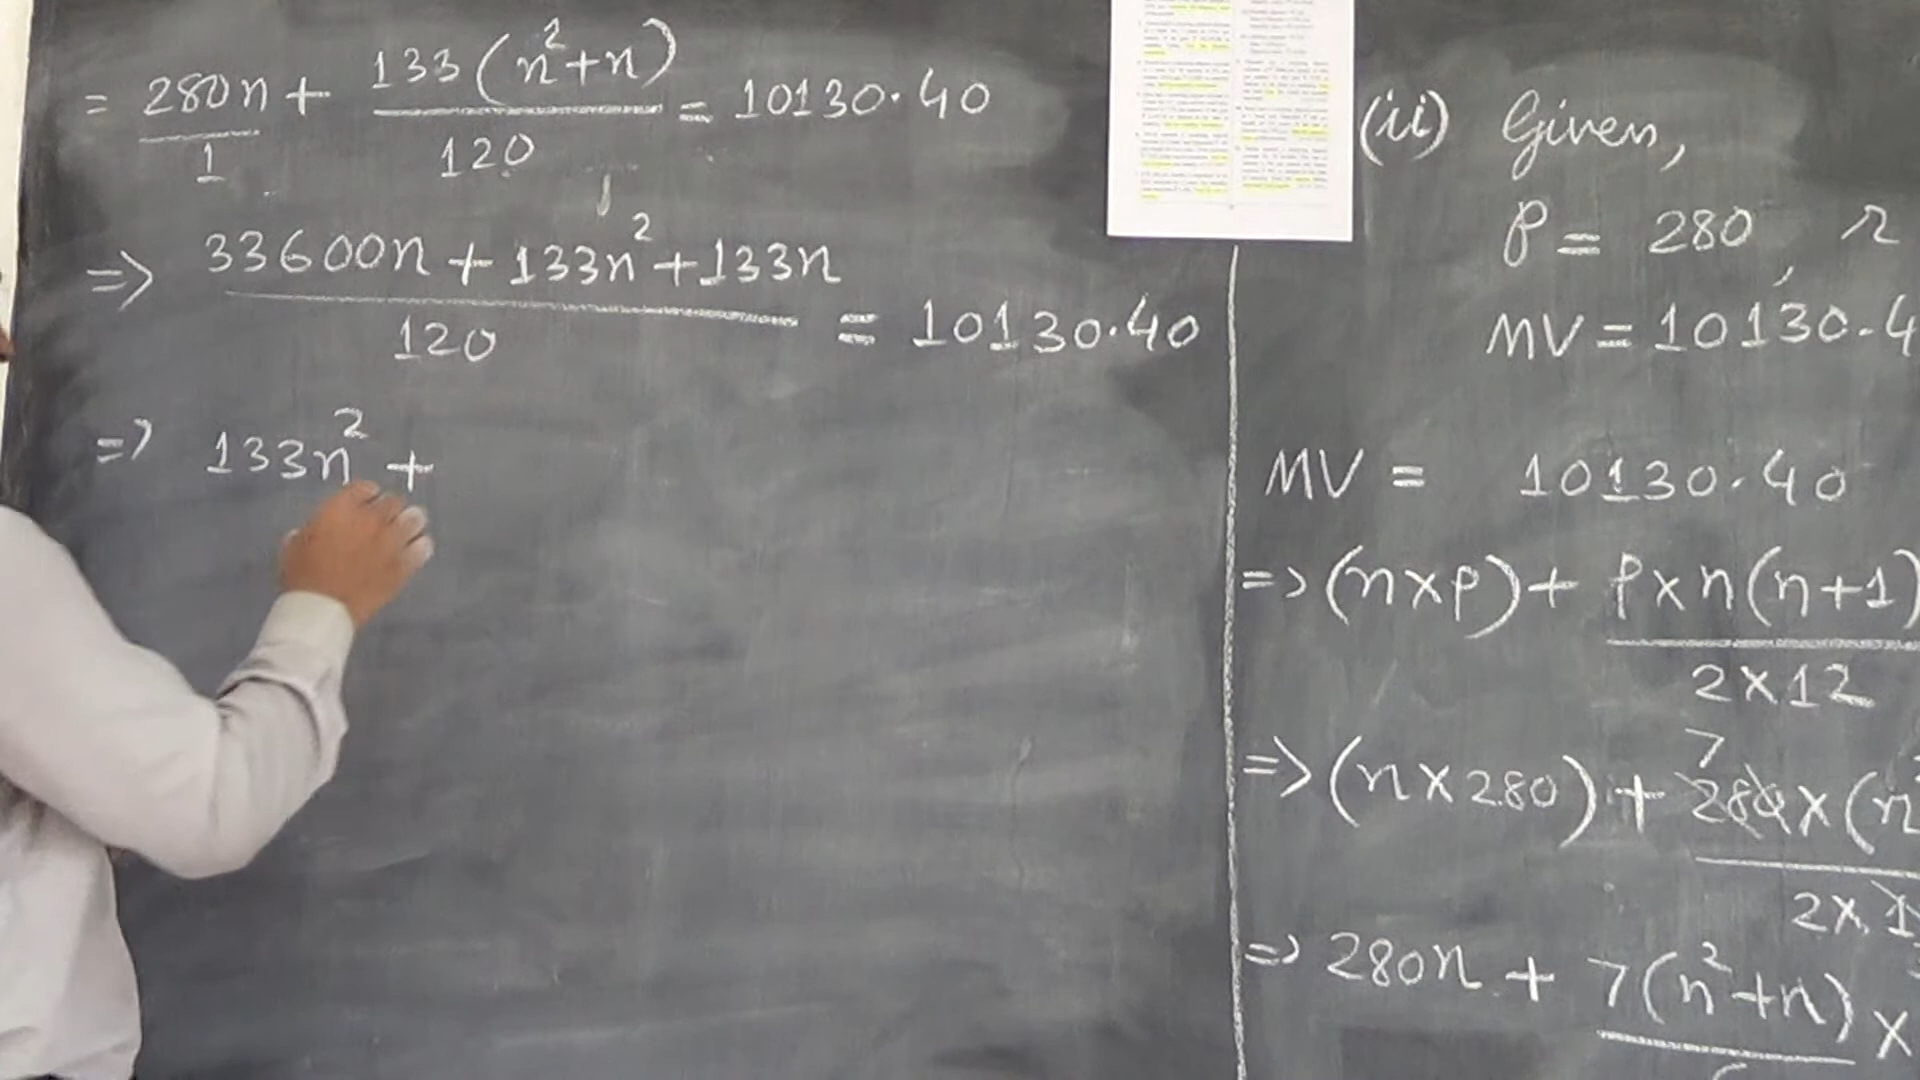 = 280n/1 + 133(n²+n)/120 = 10130.40
=> 33600n + 133n² + 133n / 120 = 10130.40
=> 133n² +
(ii) Given,
P = 280, r
MV = 10130.4
MV = 10130.40
=> (n×P) + P×n(n+1)
2×12
7
=> (n×280) + 280×(n
2×1
=> 280n + 7(n²+n) ×